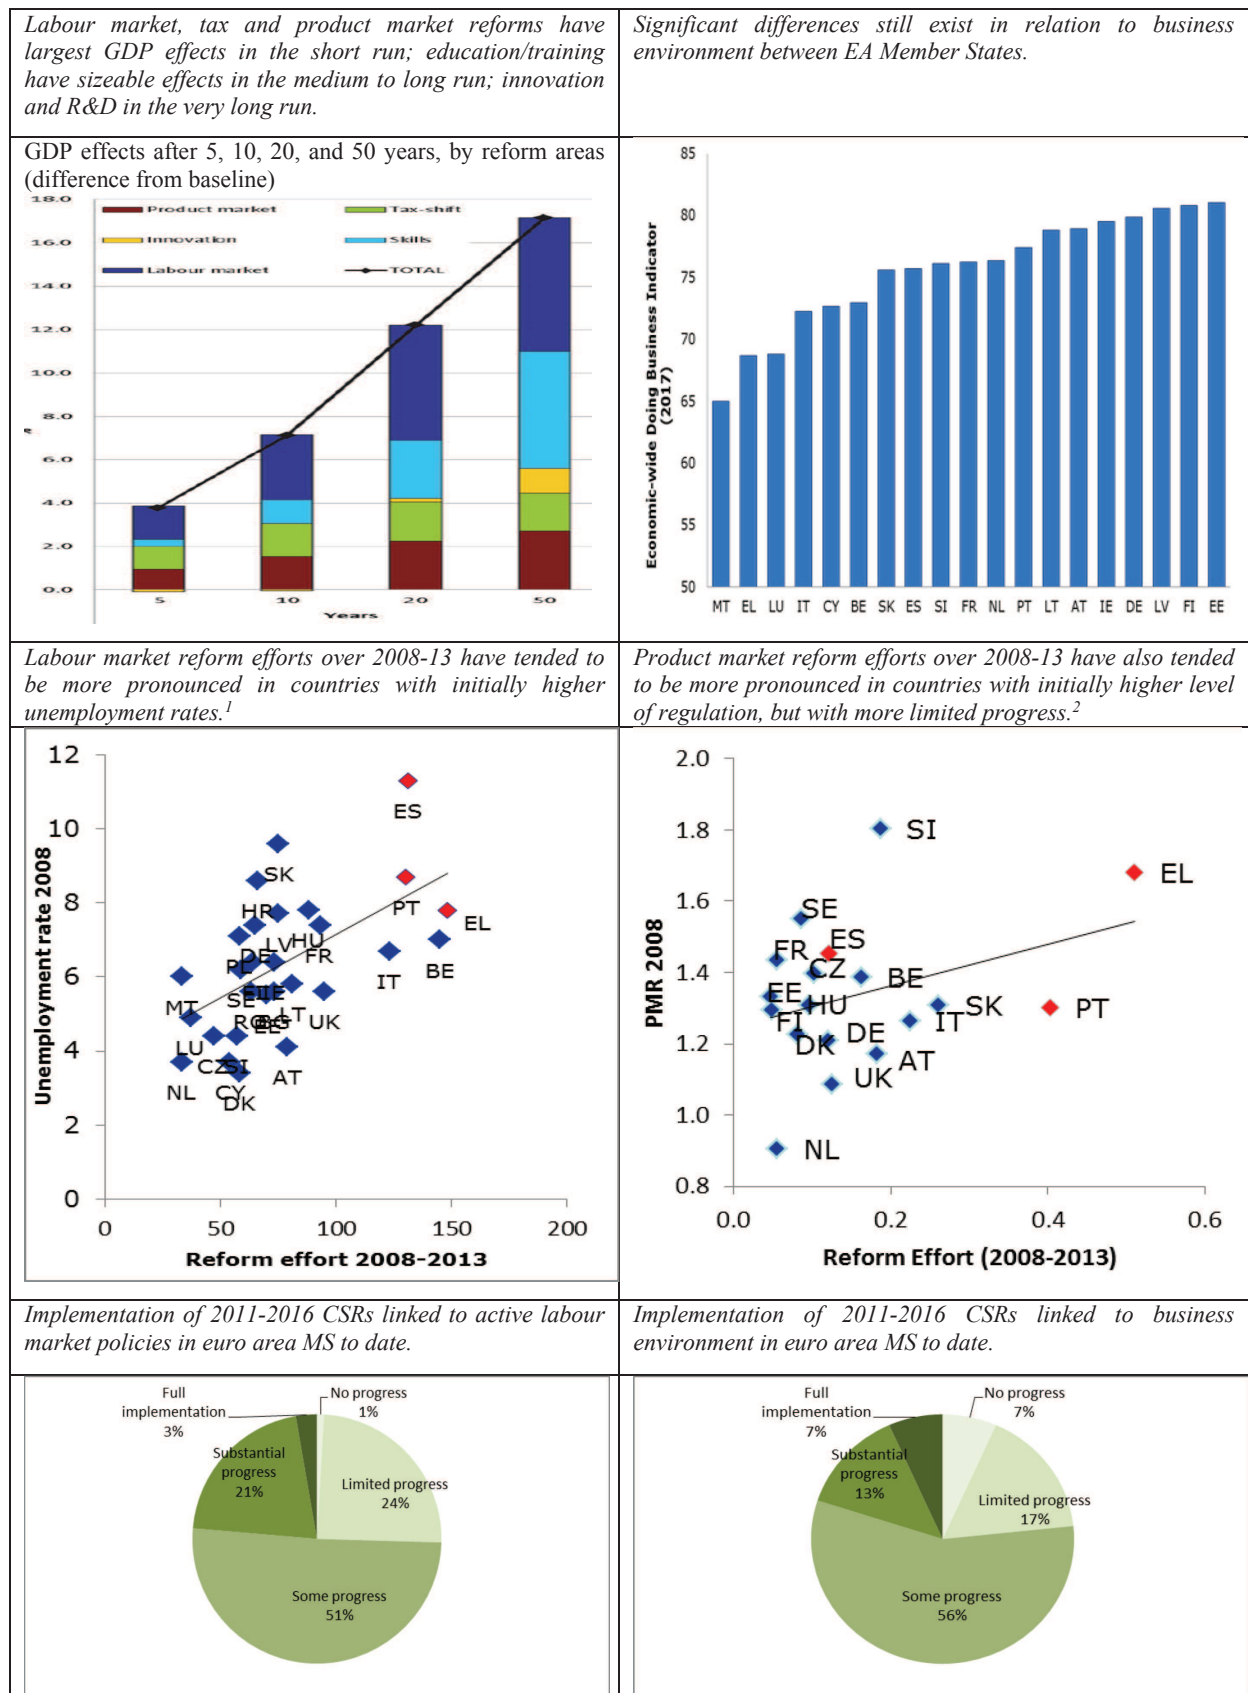 Labour market, tax and product market reforms have
largest GDP effects in the short run; education/training
have sizeable effects in the medium to long run; innovation
and R&D in the very long run.
Significant differences still exist in relation to business
environment between EA Member States.
GDP effects after 5, 10, 20, and 50 years, by reform areas
(difference from baseline)
18.0
16.0
14.0
12.0
10.0
8.0
6.0
4.0
2.0
0.0
Product market
Tax-shift
Innovation
Skills
Labour market
TOTAL
5
10
20
50
Years
Economic-wide Doing Business Indicator
(2017)
85
80
75
70
65
60
55
50
MT EL LU IT CY BE SK ES SI FR NL PT LT AT IE DE LV FI EE
Labour market reform efforts over 2008-13 have tended to
be more pronounced in countries with initially higher
unemployment rates.1
Product market reform efforts over 2008-13 have also tended
to be more pronounced in countries with initially higher level
of regulation, but with more limited progress.2
Unemployment rate 2008
12
10
8
6
4
2
0
ES
SK
HR
PT
EL
LV
HU
DE
FR
PL
IT
BE
MT
SE
LT
RO
BG
EE
UK
LU
CZ
SI
AT
NL
CY
DK
0
50
100
150
200
Reform effort 2008-2013
PMR 2008
2.0
1.8
1.6
1.4
1.2
1.0
0.8
SI
EL
SE
ES
FR
CZ
BE
EE
HU
SK
PT
FI
IT
DK
DE
AT
UK
NL
0.0
0.2
0.4
0.6
Reform Effort (2008-2013)
Implementation of 2011-2016 CSRs linked to active labour
market policies in euro area MS to date.
Implementation of 2011-2016 CSRs linked to business
environment in euro area MS to date.
Full
implementation
3%
No progress
1%
Substantial
progress
21%
Limited progress
24%
Some progress
51%
Full
implementation
7%
No progress
7%
Substantial
progress
13%
Limited progress
17%
Some progress
56%